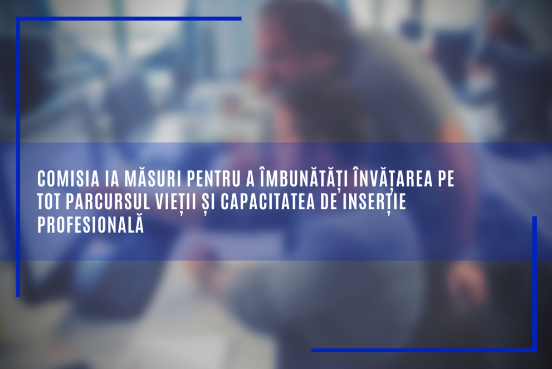 COMISIA IA MĂSURI PENTRU A ÎMBUNĂTĂȚI ÎNVĂȚAREA PE
TOT PARCURSUL VIEȚII ȘI CAPACITATEA DE INSERȚIE
PROFESIONALĂ